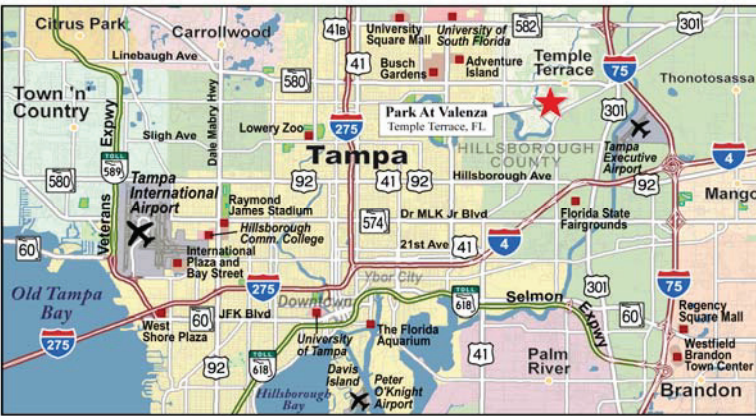 Citrus Park
Carrollwood
41B
University
Square Mall
University of
South Florida
582
301
Linebaugh Ave
580
41
Busch
Gardens
Adventure
Island
Temple
Terrace
75
Thonotosassa
Town 'n'
Country
Expwy
Dale Mabry Hwy
Park At Valenza
Temple Terrace, FL
301
Sligh Ave
Lowery Zoo
275
Tampa
HILLSBOROUGH
COUNTY
Tampa
Executive
Airport
4
TOLL
589
580
Tampa
International
Airport
92
41
92
Hillsborough Ave
92
Mango
Veterans
Raymond
James Stadium
Hillsborough
Comm. College
574
Dr MLK Jr Blvd
Florida State
Fairgrounds
60
International
Plaza and
Bay Street
21st Ave
41
4
Old Tampa
Bay
275
Ybor City
301
75
Downtown
TOLL
618
Selmon
Expwy
60
Regency
Square Mall
West
Shore Plaza
60
JFK Blvd
275
University
of Tampa
The Florida
Aquarium
Westfield
Brandon
Town Center
92
TOLL
618
Davis
Island
Peter
O'Knight
Airport
41
Palm
River
Hillsborough
Bay
Brandon